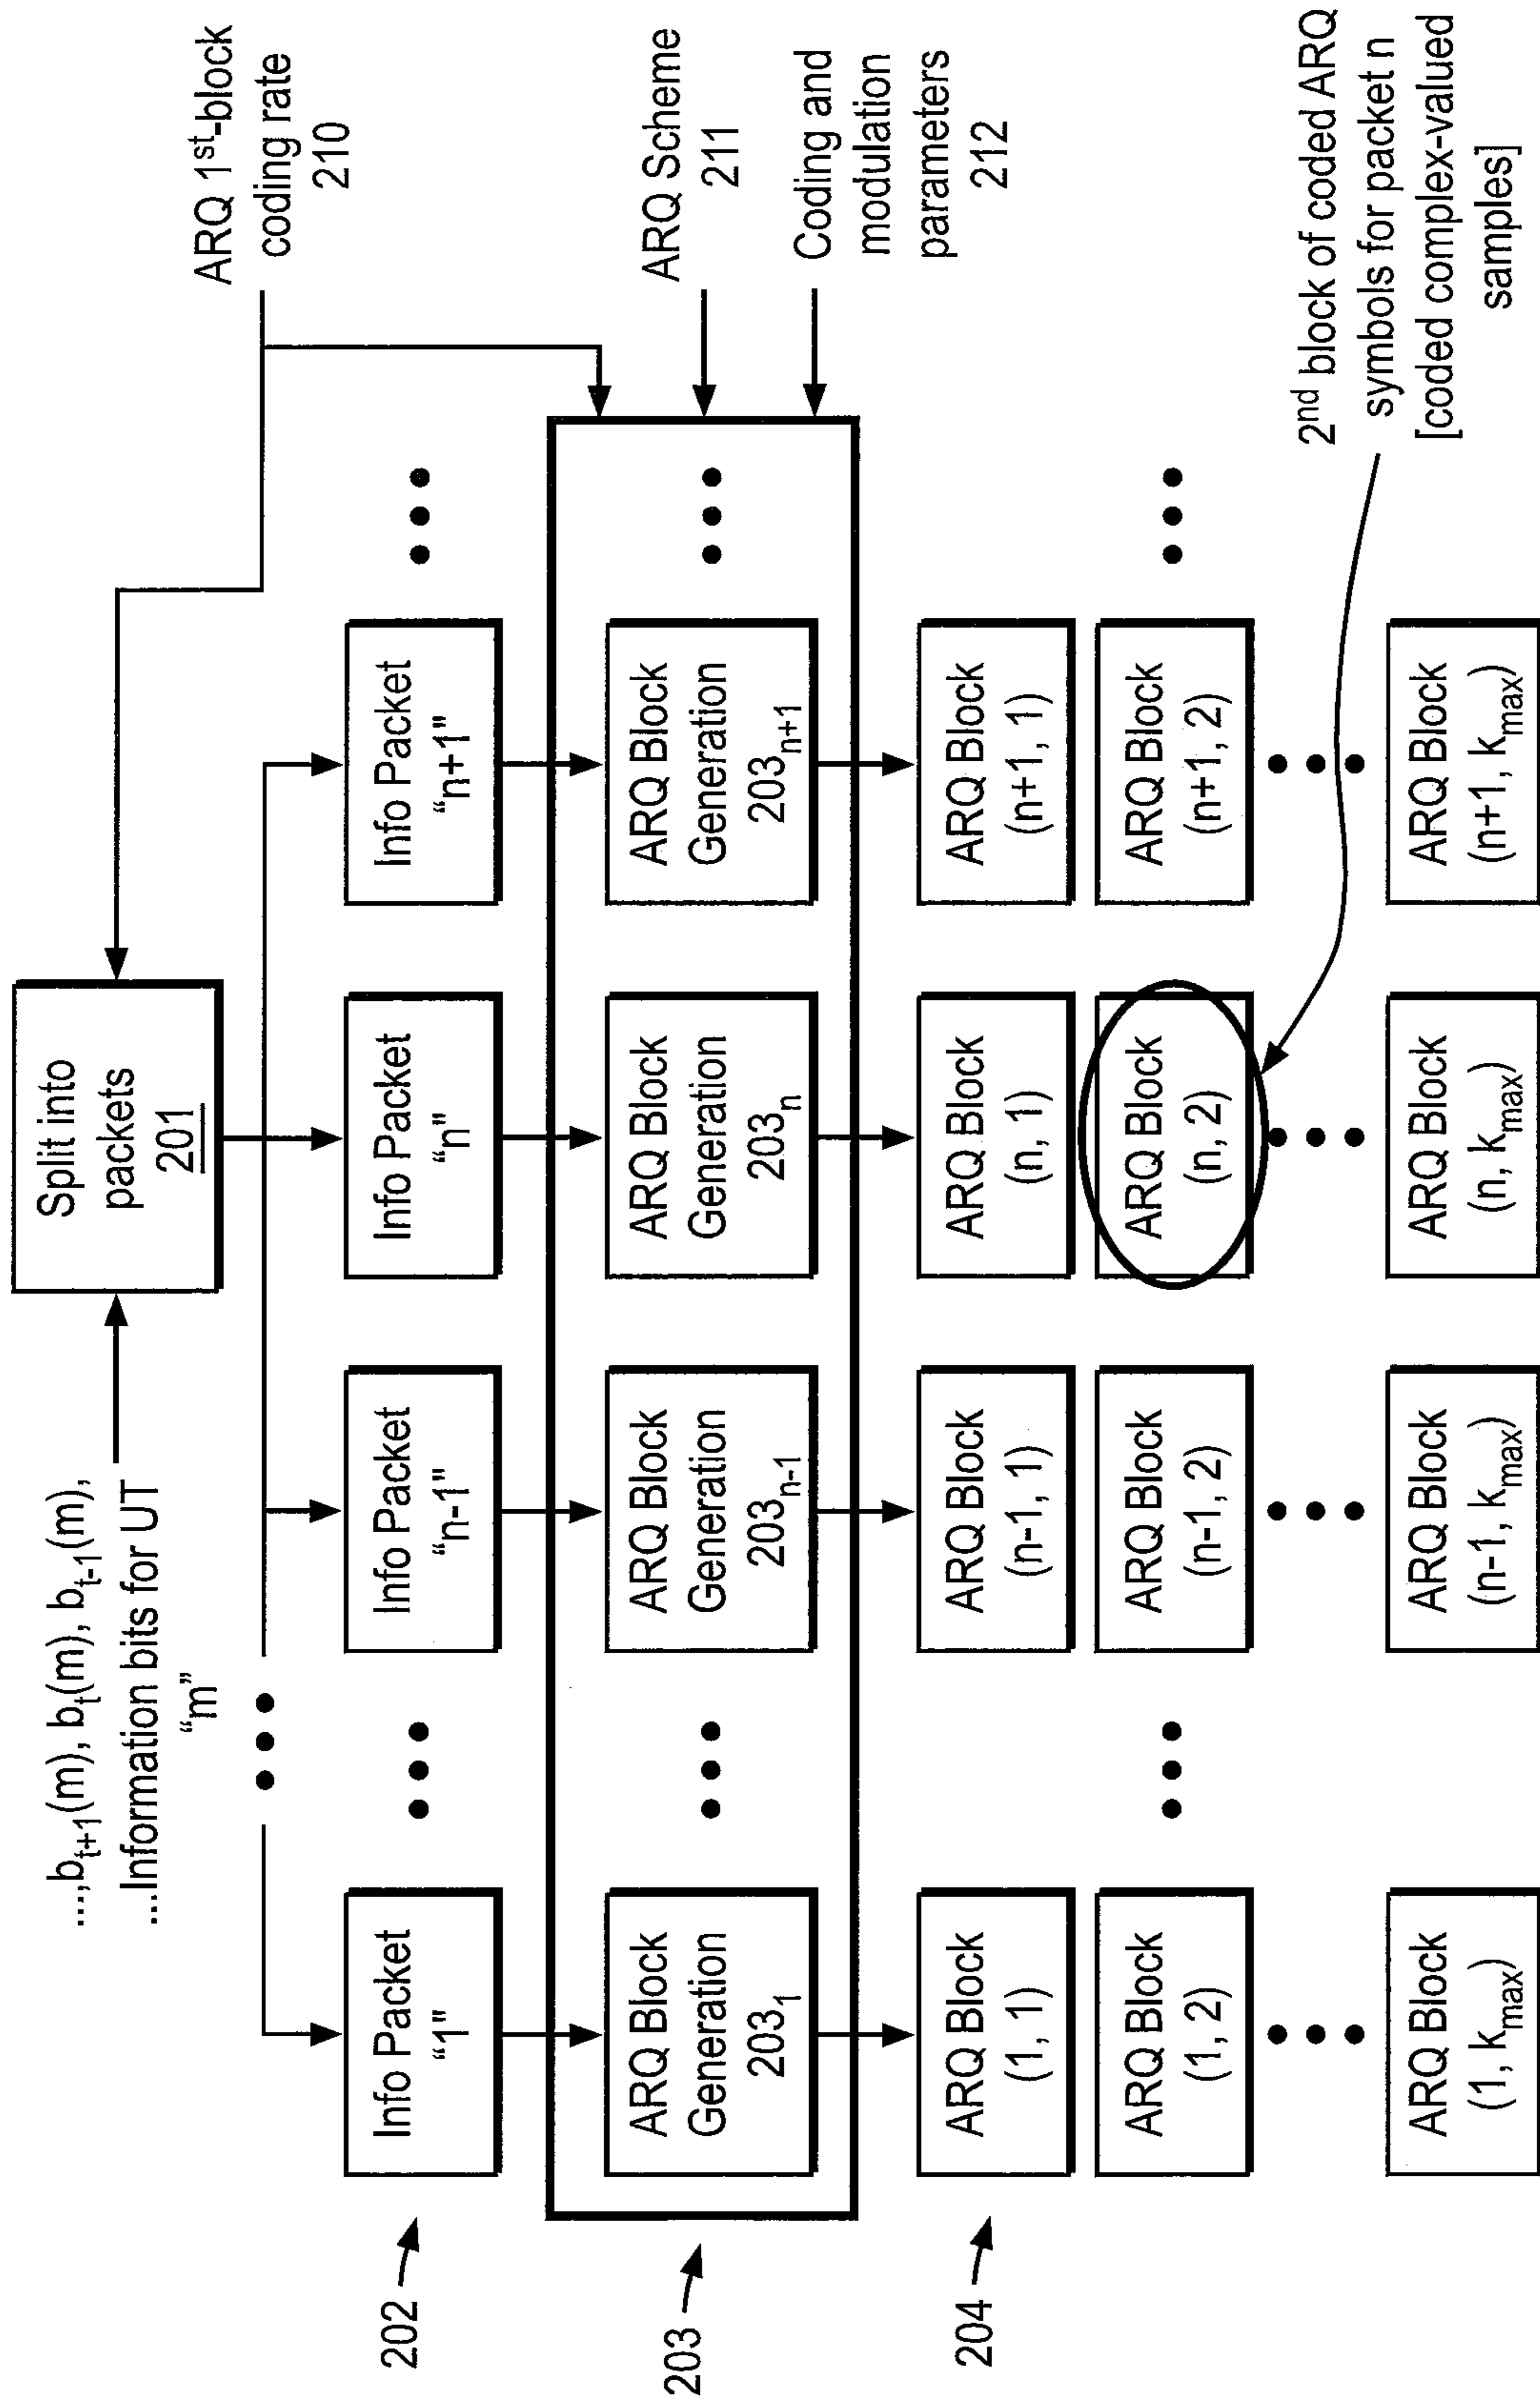 ...,b_{t+1}(m), b_t(m), b_{t-1}(m),
...Information bits for UT
“m”
Split into
packets
201
ARQ 1st-block
coding rate
210
ARQ Scheme
211
Coding and
modulation
parameters
212
202
Info Packet
“1”
Info Packet
“n-1”
Info Packet
“n”
Info Packet
“n+1”
203
ARQ Block
Generation
203_1
ARQ Block
Generation
203_{n-1}
ARQ Block
Generation
203_n
ARQ Block
Generation
203_{n+1}
204
ARQ Block
(1, 1)
ARQ Block
(n-1, 1)
ARQ Block
(n, 1)
ARQ Block
(n+1, 1)
ARQ Block
(1, 2)
ARQ Block
(n-1, 2)
ARQ Block
(n, 2)
ARQ Block
(n+1, 2)
ARQ Block
(1, k_max)
ARQ Block
(n-1, k_max)
ARQ Block
(n, k_max)
ARQ Block
(n+1, k_max)
2nd block of coded ARQ
symbols for packet n
[coded complex-valued
samples]